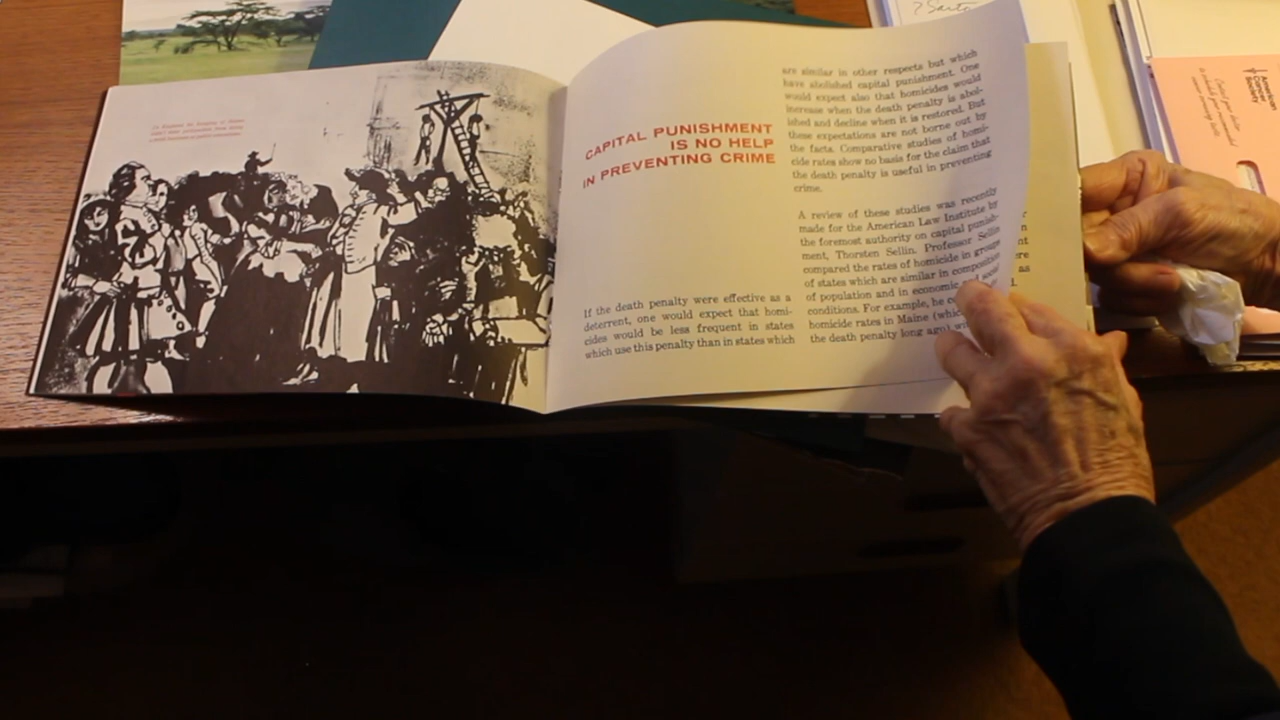 CAPITAL PUNISHMENT
IS NO HELP
IN PREVENTING CRIME
If the death penalty were effective as a
deterrent, one would expect that homi-
cides would be less frequent in states
which use this penalty than in states which
are similar in other respects but which
have abolished capital punishment. One
would expect also that homicides would
increase when the death penalty is abol-
ished and decline when it is restored. But
these expectations are not borne out by
the facts. Comparative studies of homi-
cide rates show no basis for the claim that
the death penalty is useful in preventing
crime.
A review of these studies was recently
made for the American Law Institute by
the foremost authority on capital punish-
ment, Thorsten Sellin. Professor Sellin
compared the rates of homicide in groups
of states which are similar in composition
of population and in economic and social
conditions. For example, he
homicide rates in Maine
the death penalty long ago)
as
American
Cancer
Society